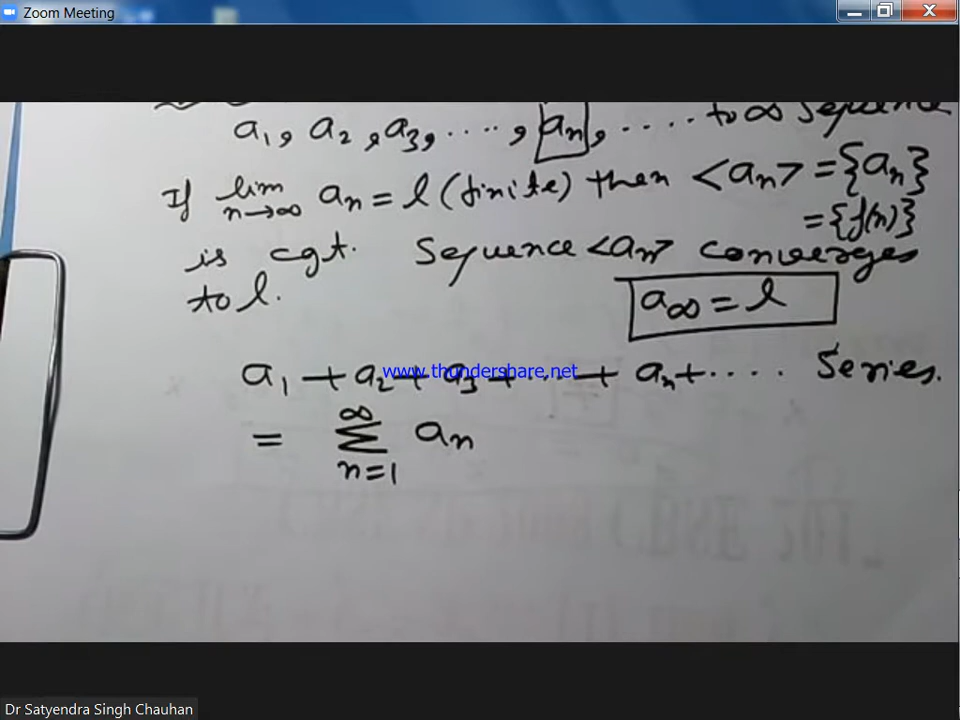 Zoom Meeting
a₁, a₂, a₃, ....., aₙ, ..... to ∞ Sequence
If lim n→∞ aₙ = l (finite) then <aₙ> = {aₙ}
= {f(n)}
is cgt. Sequence <aₙ> converges
to l.
a∞ = l
a₁ + a₂ + a₃ + ... + aₙ + .... Series.
www.thundershare.net
= ∞ Σ n=1 aₙ
Dr Satyendra Singh Chauhan